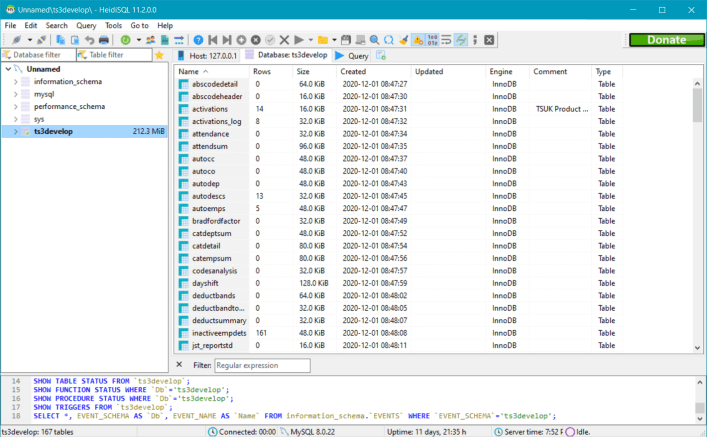 Unnamed\ts3develop\ - HeidiSQL 11.2.0.0
File Edit Search Query Tools Go to Help
Donate
Database filter Table filter
Host: 127.0.0.1 Database: ts3develop Query
Unnamed
information_schema
mysql
performance_schema
sys
ts3develop 212.3 MiB
Name Rows Size Created Updated Engine Comment Type
abscodedetail 0 64.0 KiB 2020-12-01 08:47:27 InnoDB Table
abscodeheader 0 16.0 KiB 2020-12-01 08:47:30 InnoDB Table
activations 14 16.0 KiB 2020-12-01 08:47:31 InnoDB TSUK Product ... Table
activations_log 8 32.0 KiB 2020-12-01 08:47:32 InnoDB Table
attendance 0 32.0 KiB 2020-12-01 08:47:34 InnoDB Table
attendsum 0 96.0 KiB 2020-12-01 08:47:35 InnoDB Table
autocc 0 48.0 KiB 2020-12-01 08:47:37 InnoDB Table
autoco 0 48.0 KiB 2020-12-01 08:47:40 InnoDB Table
autodep 0 48.0 KiB 2020-12-01 08:47:43 InnoDB Table
autodescs 13 32.0 KiB 2020-12-01 08:47:45 InnoDB Table
autoemps 5 48.0 KiB 2020-12-01 08:47:47 InnoDB Table
bradfordfactor 0 32.0 KiB 2020-12-01 08:47:49 InnoDB Table
catdeptsum 0 48.0 KiB 2020-12-01 08:47:52 InnoDB Table
catdetail 0 80.0 KiB 2020-12-01 08:47:54 InnoDB Table
catempsum 0 80.0 KiB 2020-12-01 08:47:56 InnoDB Table
codesanalysis 0 32.0 KiB 2020-12-01 08:47:57 InnoDB Table
dayshift 0 128.0 KiB 2020-12-01 08:47:59 InnoDB Table
deductbands 0 64.0 KiB 2020-12-01 08:48:02 InnoDB Table
deductbandto... 0 32.0 KiB 2020-12-01 08:48:05 InnoDB Table
deductsummary 0 32.0 KiB 2020-12-01 08:48:07 InnoDB Table
inactiveempdets 161 48.0 KiB 2020-12-01 08:48:08 InnoDB Table
jst_reportstd 0 16.0 KiB 2020-12-01 08:48:11 InnoDB Table
Filter: Regular expression
14 SHOW TABLE STATUS FROM `ts3develop`;
15 SHOW FUNCTION STATUS WHERE `Db`='ts3develop';
16 SHOW PROCEDURE STATUS WHERE `Db`='ts3develop';
17 SHOW TRIGGERS FROM `ts3develop`;
18 SELECT *, EVENT_SCHEMA AS `Db`, EVENT_NAME AS `Name` FROM information_schema.`EVENTS` WHERE `EVENT_SCHEMA`='ts3develop';
ts3develop: 167 tables Connected: 00:00 MySQL 8.0.22 Uptime: 11 days, 21:35 h Server time: 7:52 P Idle.